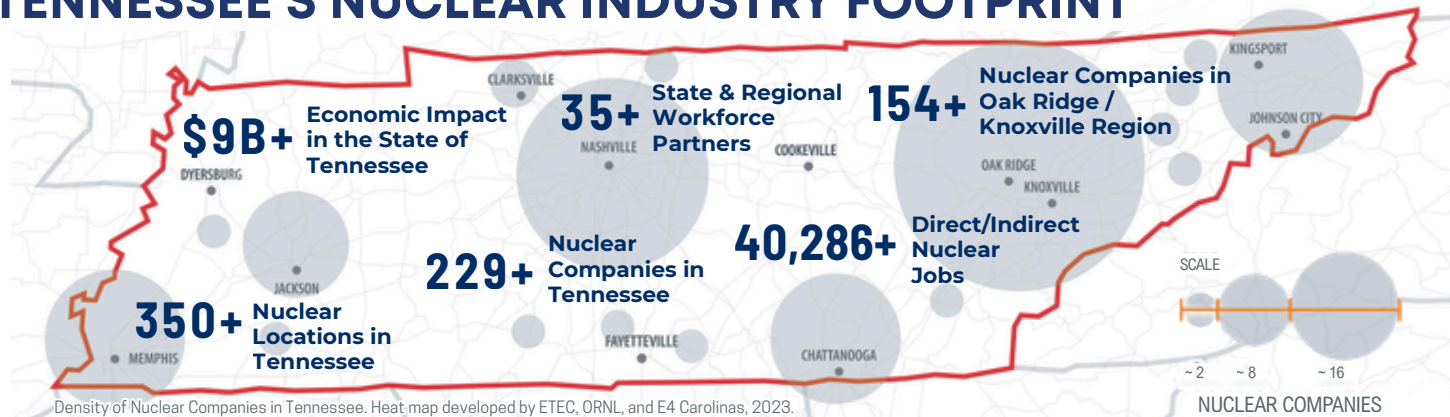 TENNESSEE'S NUCLEAR INDUSTRY FOOTPRINT
KINGSPORT
CLARKSVILLE
$9B+
Economic Impact
in the State of
Tennessee
35+
State & Regional
Workforce
Partners
154+
Nuclear Companies in
Oak Ridge /
Knoxville Region
JOHNSON CITY
NASHVILLE
COOKEVILLE
DYERSBURG
OAK RIDGE
KNOXVILLE
229+
Nuclear
Companies in
Tennessee
40,286+
Direct/Indirect
Nuclear
Jobs
SCALE
JACKSON
350+
Nuclear
Locations in
Tennessee
MEMPHIS
FAYETTEVILLE
CHATTANOOGA
~ 2 ~ 8 ~ 16
NUCLEAR COMPANIES
Density of Nuclear Companies in Tennessee. Heat map developed by ETEC, ORNL, and E4 Carolinas, 2023.